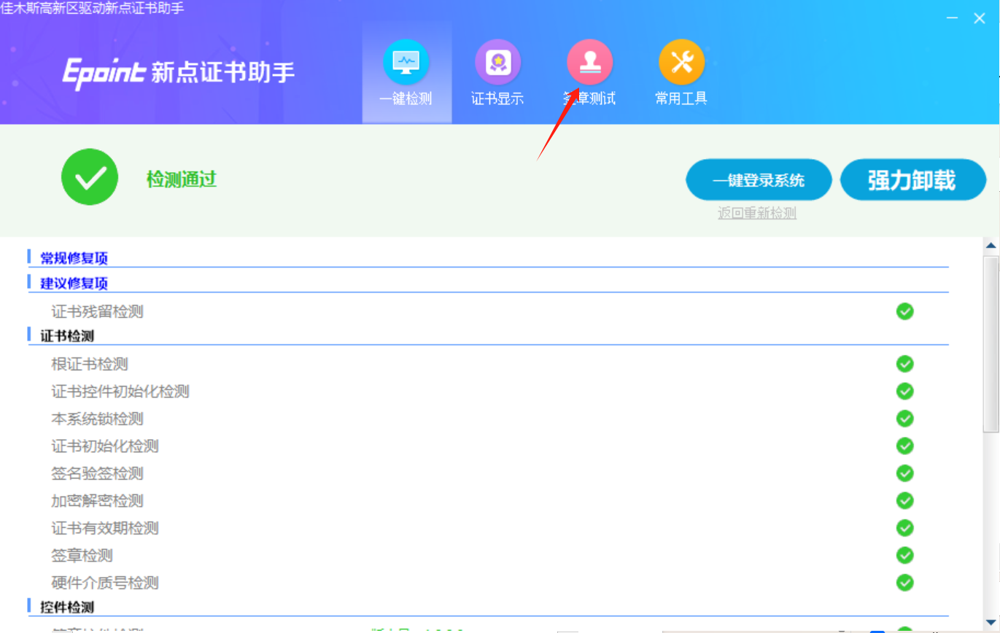 佳木斯高新区驱动新点证书助手
Epoint 新点证书助手
一键检测
证书显示
签章测试
常用工具
检测通过
一键登录系统
强力卸载
返回重新检测
常规修复项
建议修复项
证书残留检测
证书检测
根证书检测
证书控件初始化检测
本系统锁检测
证书初始化检测
签名验签检测
加密解密检测
证书有效期检测
签章检测
硬件介质号检测
控件检测